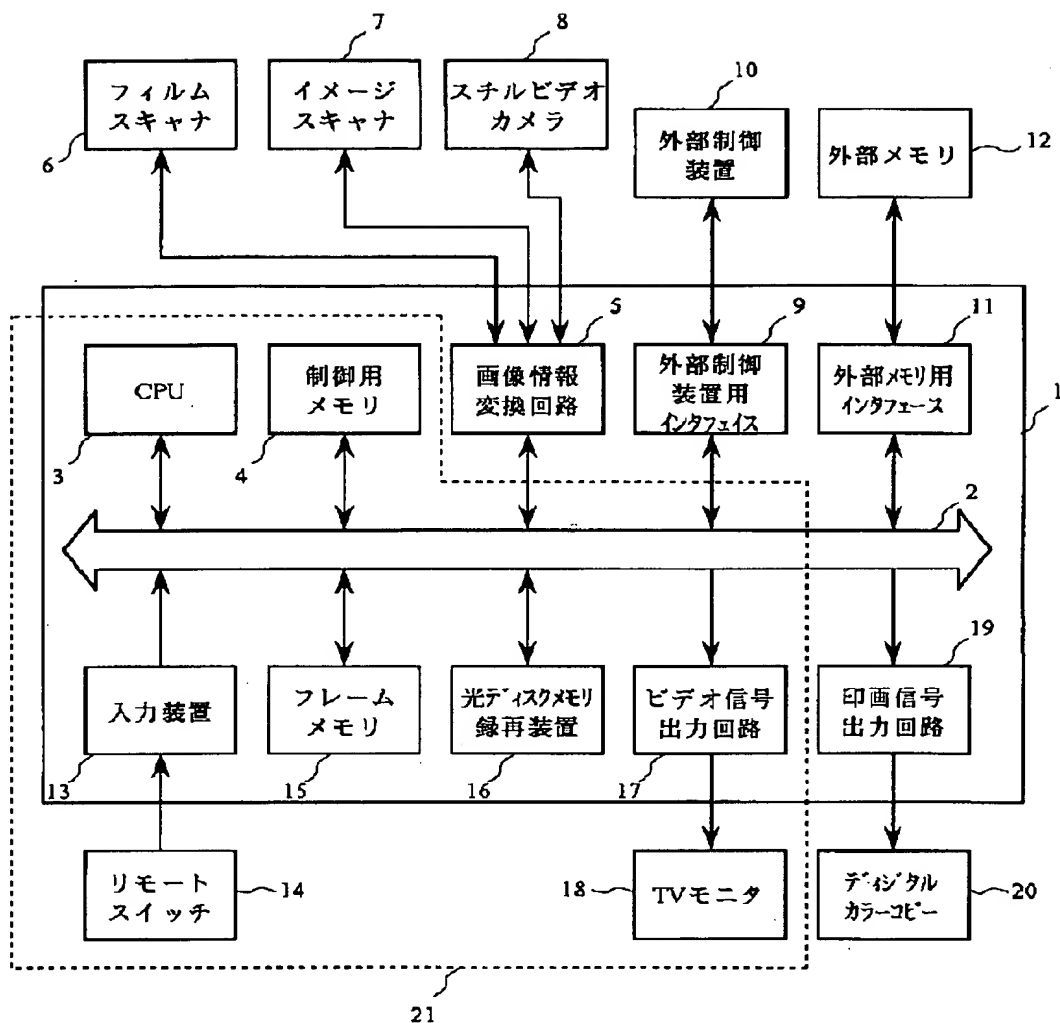 7
8
フィルム
スキャナ
6
イメージ
スキャナ
スチルビデオ
カメラ
10
外部制御
装置
外部メモリ
12
CPU
3
制御用
メモリ
4
5
画像情報
変換回路
9
外部制御
装置用
インタフェイス
11
外部メモリ用
インタフェース
1
2
入力装置
13
フレーム
メモリ
15
光ディスクメモリ
録再装置
16
ビデオ信号
出力回路
17
19
印画信号
出力回路
リモート
スイッチ
14
18
TVモニタ
ディジタル
カラーコピー
20
21